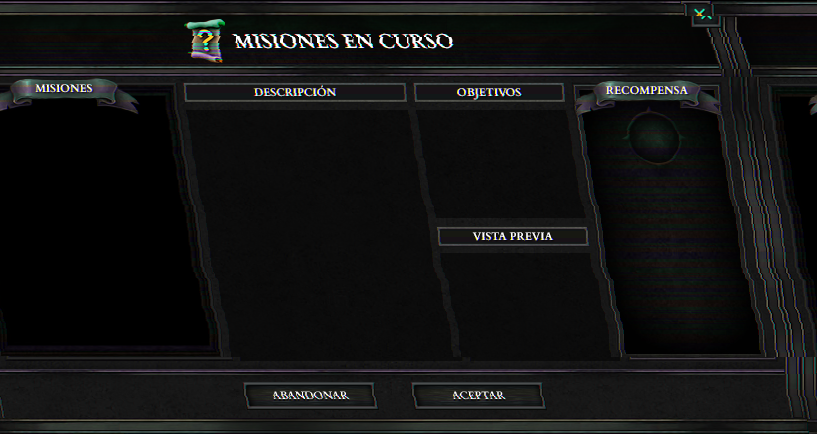 MISIONES EN CURSO
MISIONES
DESCRIPCIÓN
OBJETIVOS
RECOMPENSA
VISTA PREVIA
ABANDONAR
ACEPTAR